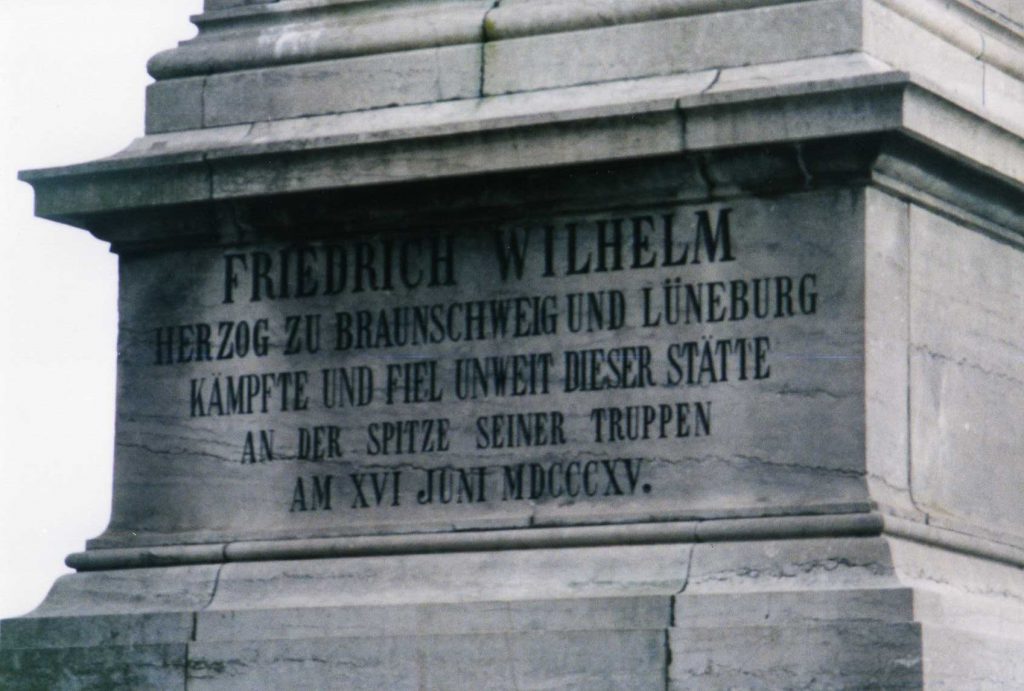 FRIEDRICH WILHELM
HERZOG ZU BRAUNSCHWEIG UND LÜNEBURG
KÄMPFTE UND FIEL UNWEIT DIESER STÄTTE
AN DER SPITZE SEINER TRUPPEN
AM XVI JUNI MDCCCXV.